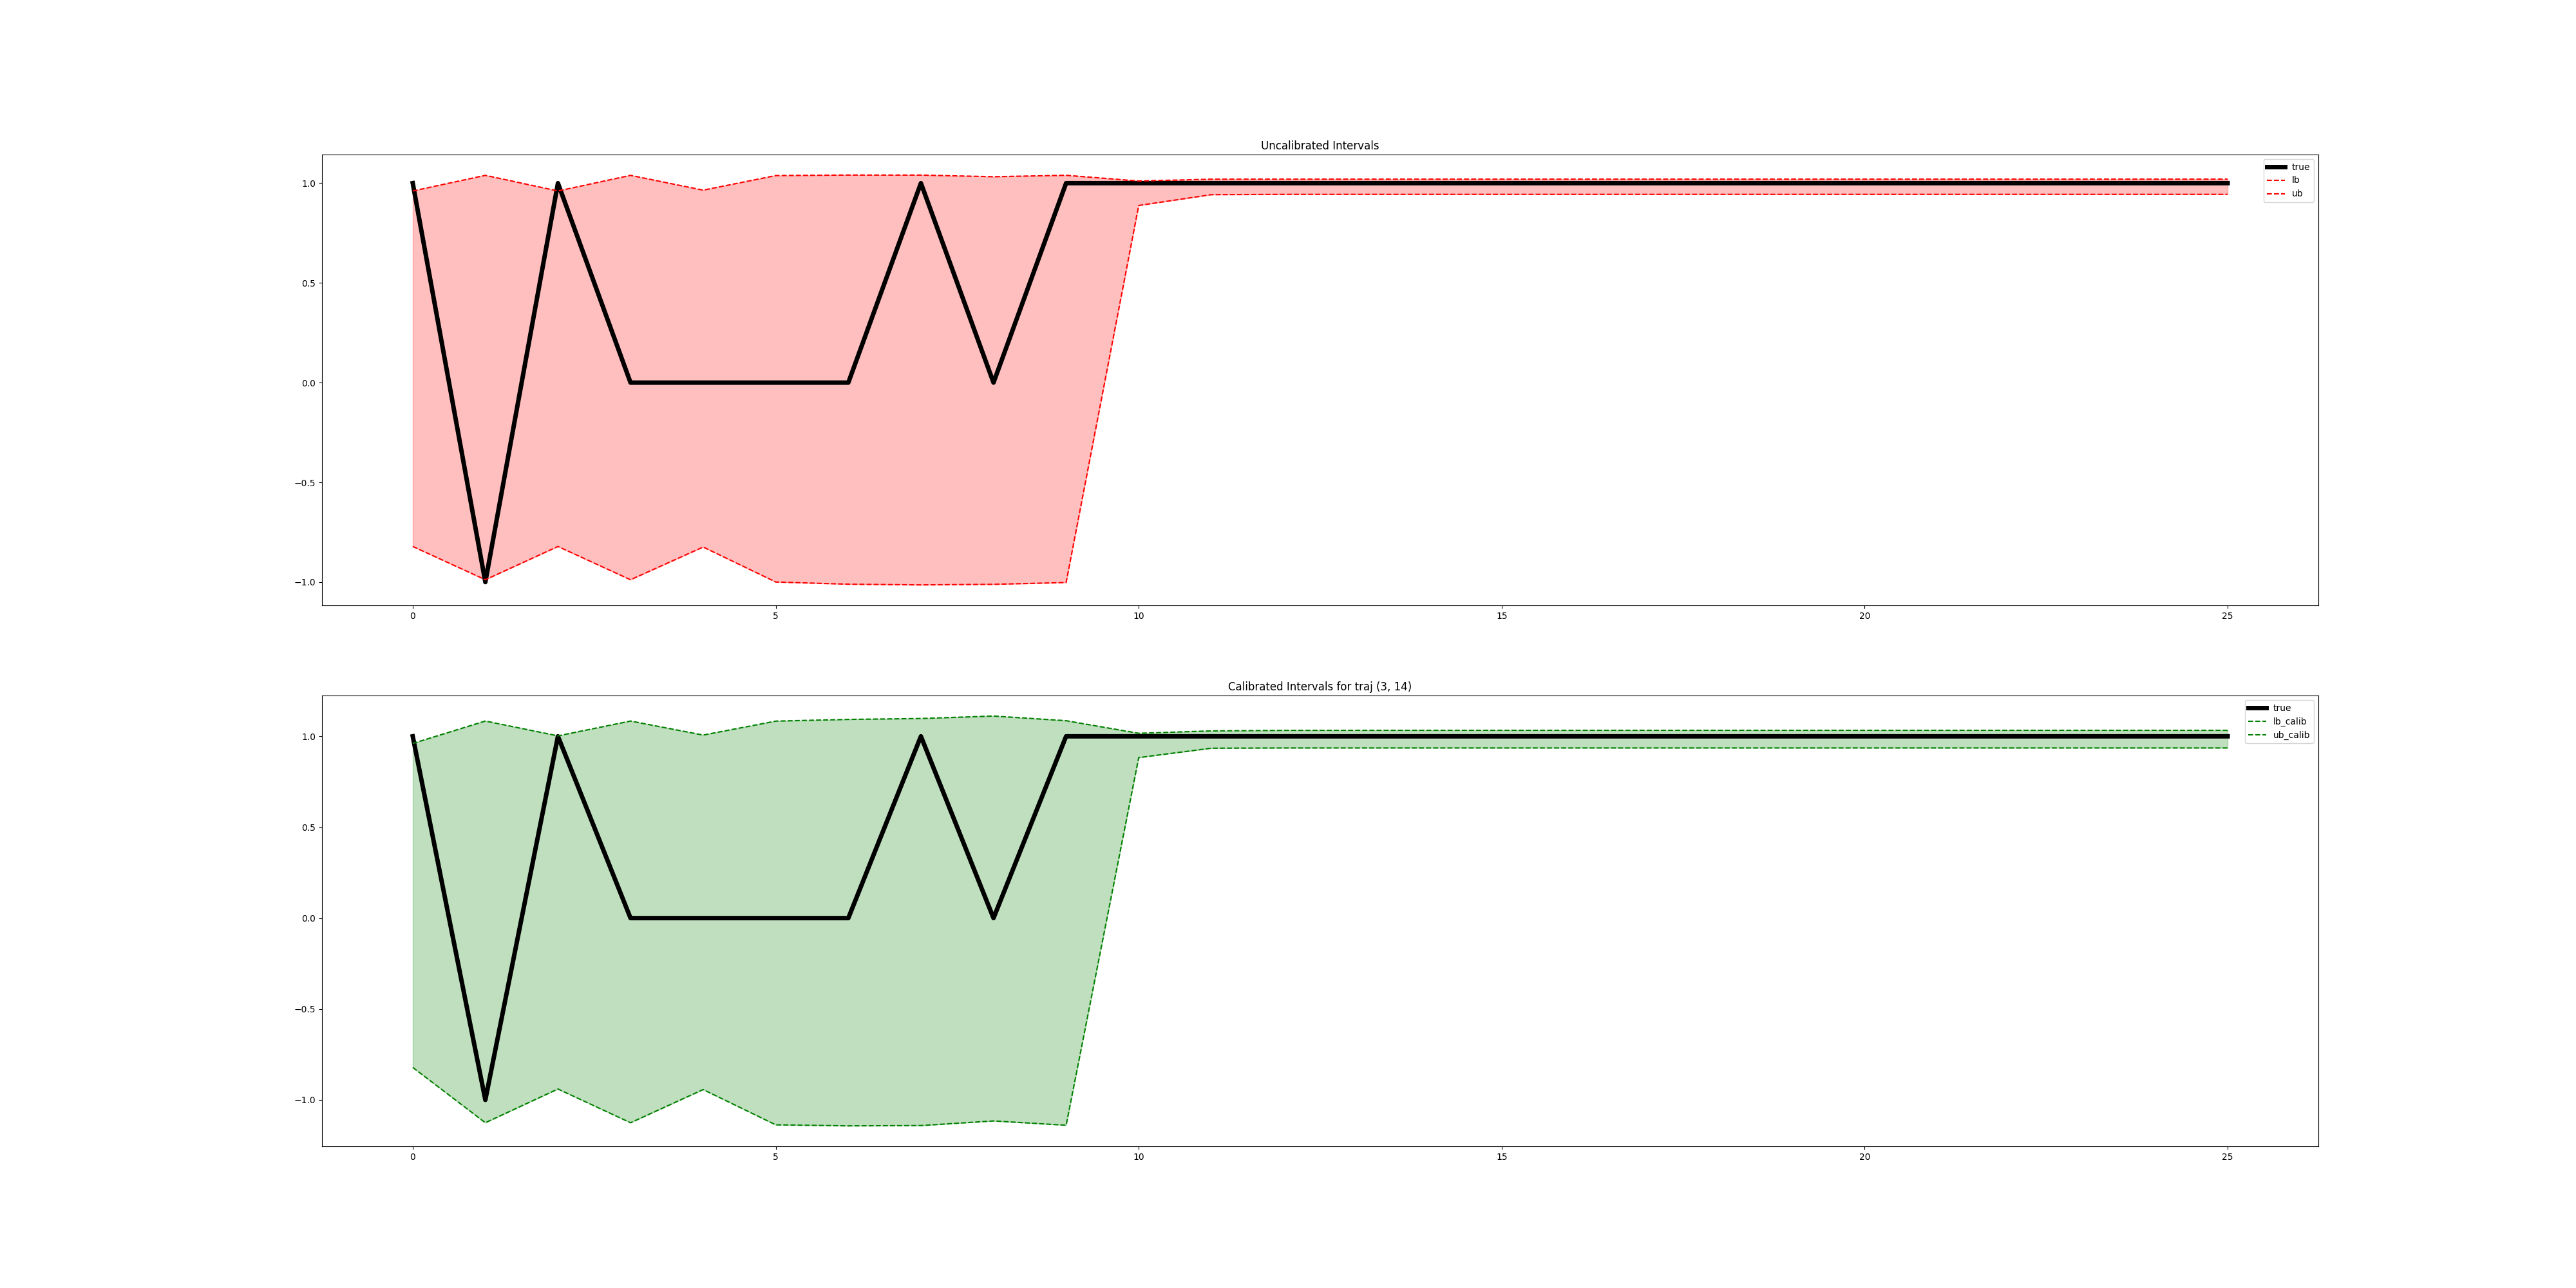 Uncalibrated Intervals
true
lb
ub
1.0
0.5
0.0
−0.5
−1.0
0 5 10 15 20 25
Calibrated Intervals for traj (3, 14)
true
lb_calib
ub_calib
1.0
0.5
0.0
−0.5
−1.0
0 5 10 15 20 25